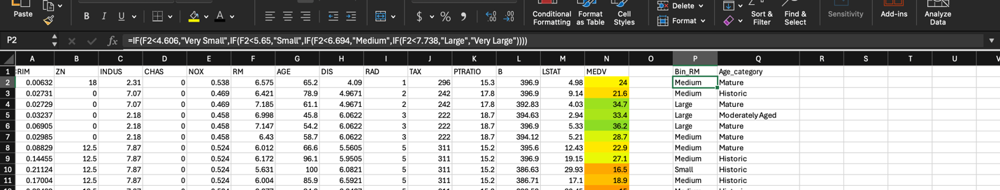 Paste
B I U A $ % 9 ←0 .00 .00 →0
Conditional Formatting
Format as Table
Cell Styles
Delete
Format
Sort & Filter
Find & Select
Sensitivity
Add-ins
Analyze Data
P2 fx =IF(F2<4.606,"Very Small",IF(F2<5.65,"Small",IF(F2<6.694,"Medium",IF(F2<7.738,"Large","Very Large"))))
A B C D E F G H I J K L M N O P Q R S T U
1 CRIM ZN INDUS CHAS NOX RM AGE DIS RAD TAX PTRATIO B LSTAT MEDV Bin_RM Age_category
2 0.00632 18 2.31 0 0.538 6.575 65.2 4.09 1 296 15.3 396.9 4.98 24 Medium Mature
3 0.02731 0 7.07 0 0.469 6.421 78.9 4.9671 2 242 17.8 396.9 9.14 21.6 Medium Historic
4 0.02729 0 7.07 0 0.469 7.185 61.1 4.9671 2 242 17.8 392.83 4.03 34.7 Large Mature
5 0.03237 0 2.18 0 0.458 6.998 45.8 6.0622 3 222 18.7 394.63 2.94 33.4 Large Moderately Aged
6 0.06905 0 2.18 0 0.458 7.147 54.2 6.0622 3 222 18.7 396.9 5.33 36.2 Large Mature
7 0.02985 0 2.18 0 0.458 6.43 58.7 6.0622 3 222 18.7 394.12 5.21 28.7 Medium Mature
8 0.08829 12.5 7.87 0 0.524 6.012 66.6 5.5605 5 311 15.2 395.6 12.43 22.9 Medium Mature
9 0.14455 12.5 7.87 0 0.524 6.172 96.1 5.9505 5 311 15.2 396.9 19.15 27.1 Medium Historic
10 0.21124 12.5 7.87 0 0.524 5.631 100 6.0821 5 311 15.2 386.63 29.93 16.5 Small Historic
11 0.17004 12.5 7.87 0 0.524 6.004 85.9 6.5921 5 311 15.2 386.71 17.1 18.9 Medium Historic